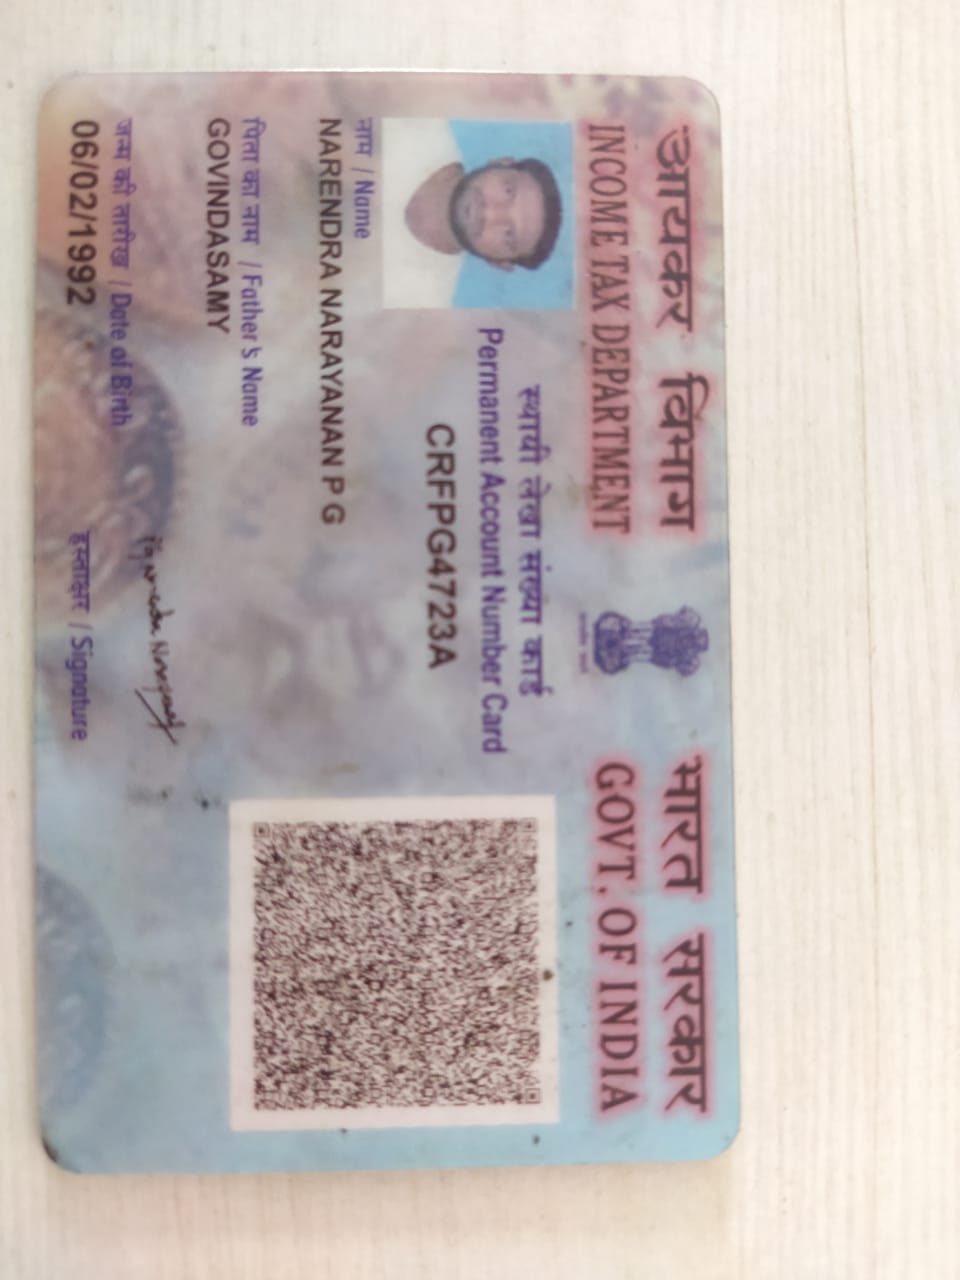 आयकर विभाग
INCOME TAX DEPARTMENT
भारत सरकार
GOVT. OF INDIA
स्थायी लेखा संख्या कार्ड
Permanent Account Number Card
CRFPG4723A
नाम / Name
NARENDRA NARAYANAN P G
पिता का नाम / Father's Name
GOVINDASAMY
जन्म की तारीख / Date of Birth
06/02/1992
हस्ताक्षर / Signature